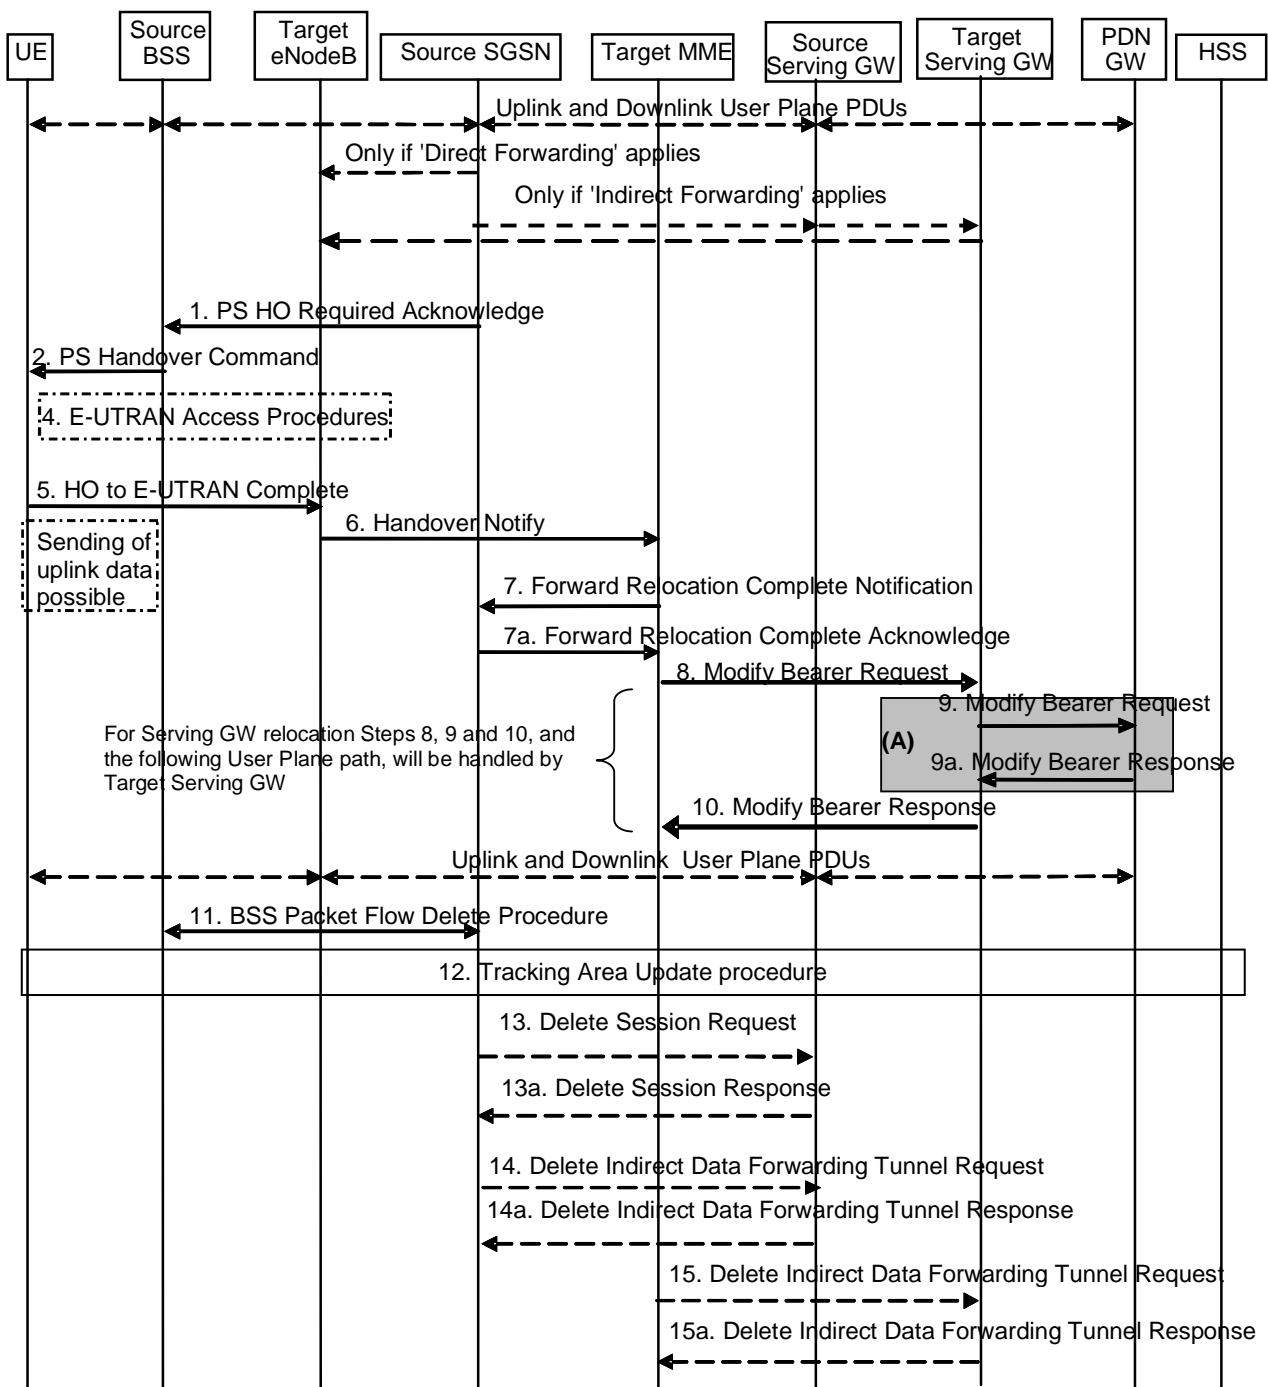 UE
Source
BSS
Target
eNodeB
Source SGSN
Target MME
Source
Serving GW
Target
Serving GW
PDN
GW
HSS
Uplink and Downlink User Plane PDUs
Only if 'Direct Forwarding' applies
Only if 'Indirect Forwarding' applies
1. PS HO Required Acknowledge
2. PS Handover Command
4. E-UTRAN Access Procedures
5. HO to E-UTRAN Complete
6. Handover Notify
Sending of
uplink data
possible
7. Forward Relocation Complete Notification
7a. Forward Relocation Complete Acknowledge
8. Modify Bearer Request
9. Modify Bearer Request
(A)
9a. Modify Bearer Response
For Serving GW relocation Steps 8, 9 and 10, and
the following User Plane path, will be handled by
Target Serving GW
10. Modify Bearer Response
Uplink and Downlink User Plane PDUs
11. BSS Packet Flow Delete Procedure
12. Tracking Area Update procedure
13. Delete Session Request
13a. Delete Session Response
14. Delete Indirect Data Forwarding Tunnel Request
14a. Delete Indirect Data Forwarding Tunnel Response
15. Delete Indirect Data Forwarding Tunnel Request
15a. Delete Indirect Data Forwarding Tunnel Response